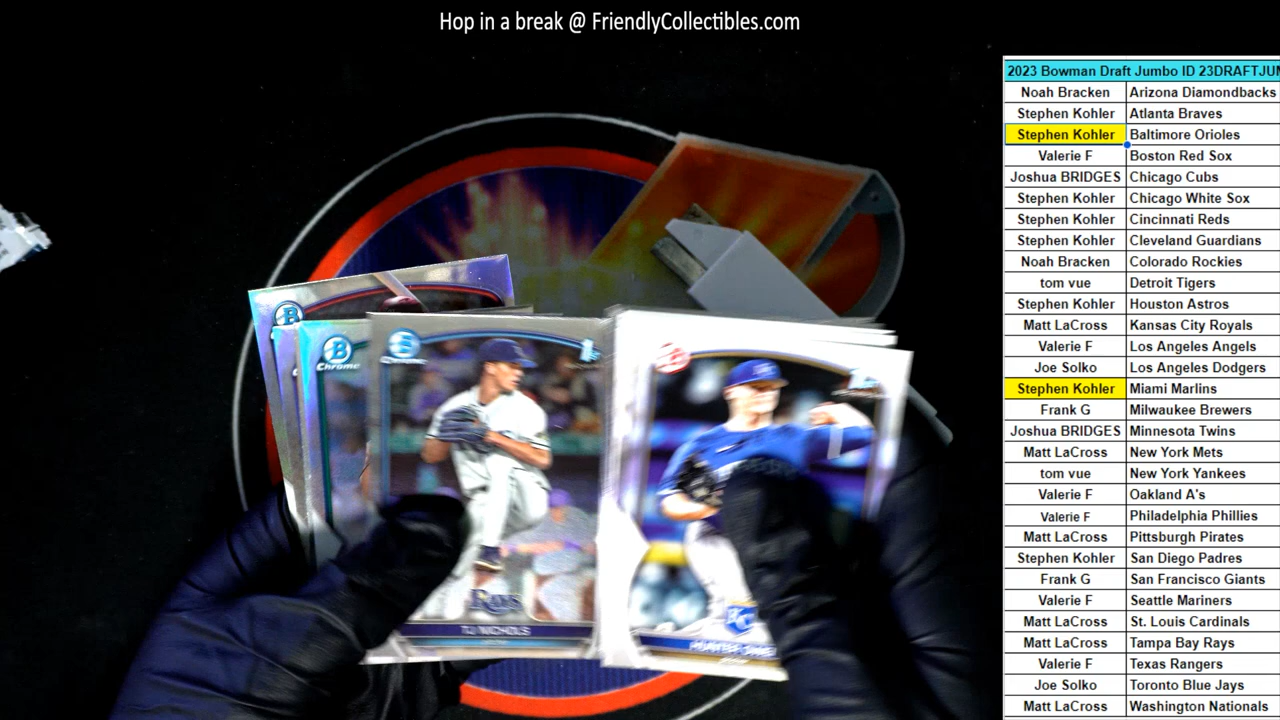 Hop in a break @ FriendlyCollectibles.com
2023 Bowman Draft Jumbo ID 23DRAFTJUM
Noah Bracken Arizona Diamondbacks
Stephen Kohler Atlanta Braves
Stephen Kohler Baltimore Orioles
Valerie F Boston Red Sox
Joshua BRIDGES Chicago Cubs
Stephen Kohler Chicago White Sox
Stephen Kohler Cincinnati Reds
Stephen Kohler Cleveland Guardians
Noah Bracken Colorado Rockies
tom vue Detroit Tigers
Stephen Kohler Houston Astros
Matt LaCross Kansas City Royals
Valerie F Los Angeles Angels
Joe Solko Los Angeles Dodgers
Stephen Kohler Miami Marlins
Frank G Milwaukee Brewers
Joshua BRIDGES Minnesota Twins
Matt LaCross New York Mets
tom vue New York Yankees
Valerie F Oakland A's
Valerie F Philadelphia Phillies
Matt LaCross Pittsburgh Pirates
Stephen Kohler San Diego Padres
Frank G San Francisco Giants
Valerie F Seattle Mariners
Matt LaCross St. Louis Cardinals
Matt LaCross Tampa Bay Rays
Valerie F Texas Rangers
Joe Solko Toronto Blue Jays
Matt LaCross Washington Nationals
B
Chrome
B
1st
Rays
TJ NICHOLS
KC